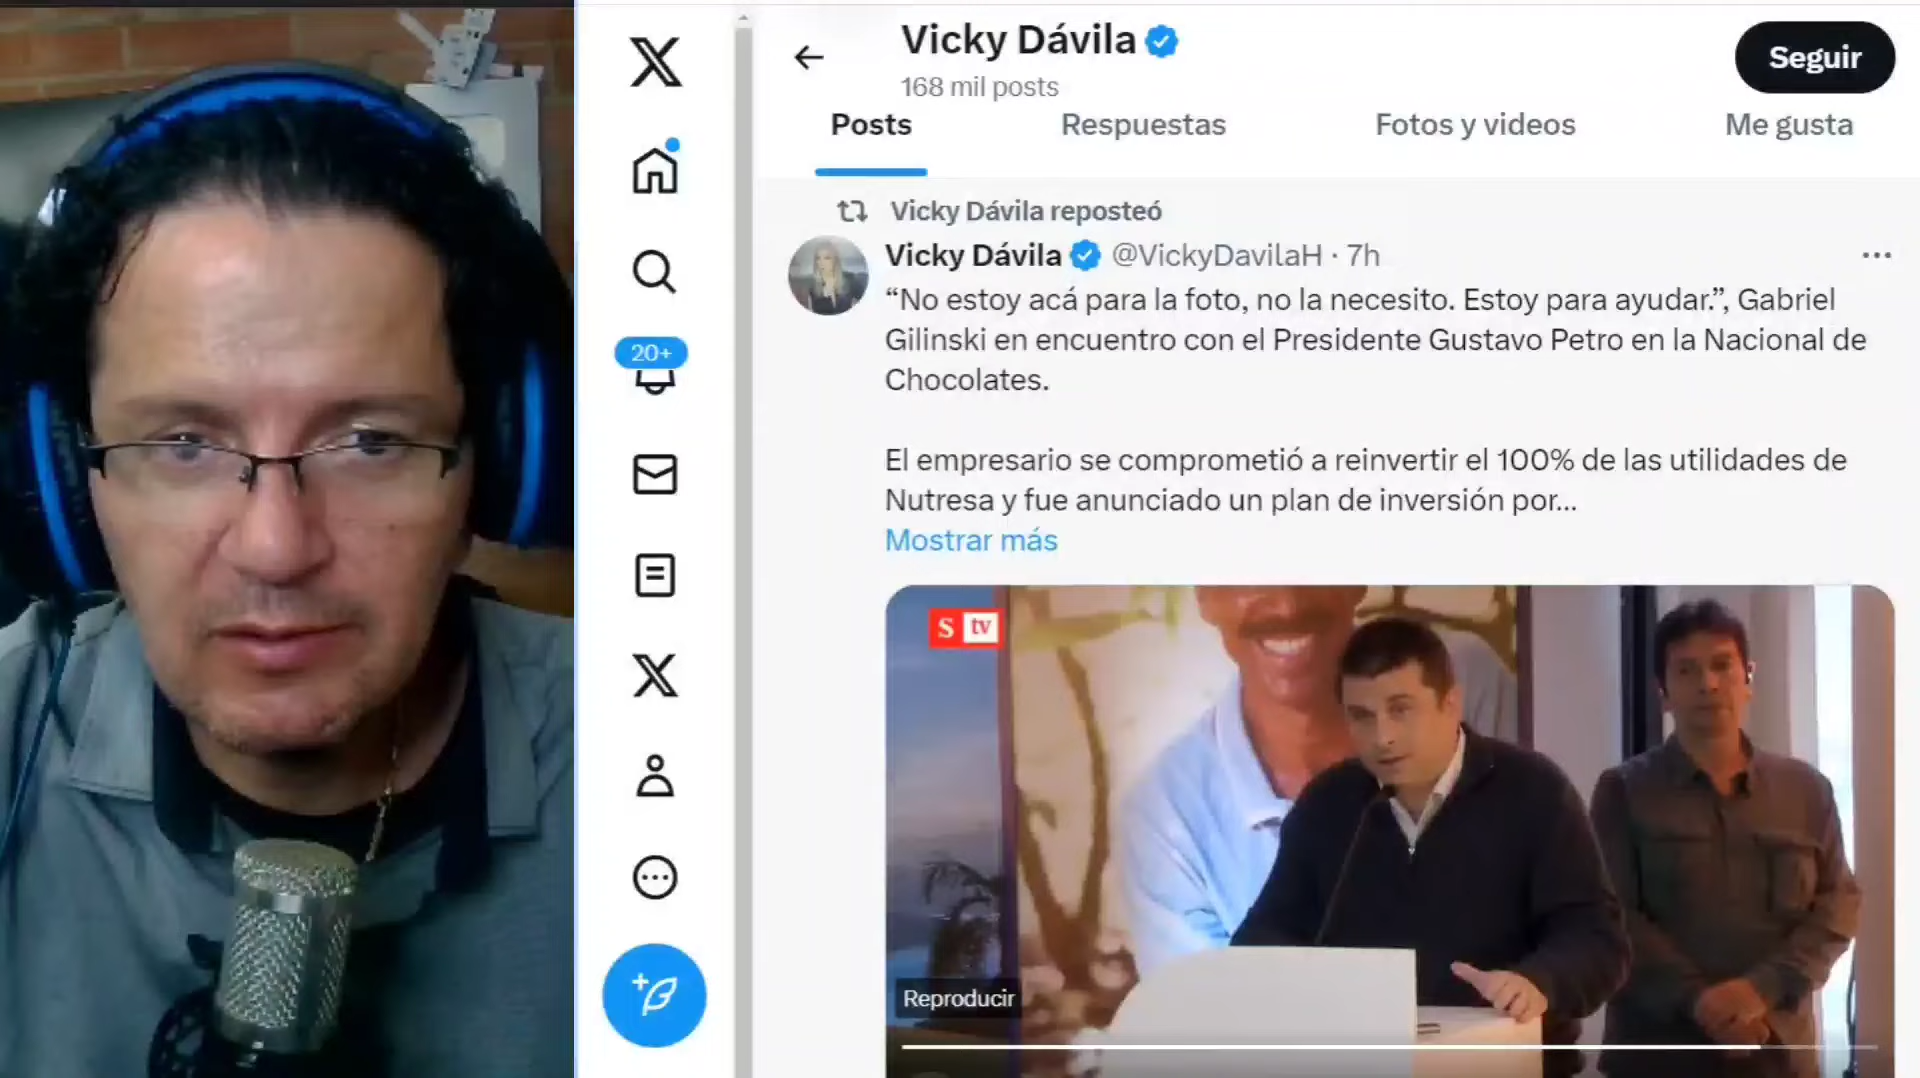 Vicky Dávila
168 mil posts
Seguir
Posts
Respuestas
Fotos y videos
Me gusta
Vicky Dávila reposteó
Vicky Dávila @VickyDavilaH · 7h
“No estoy acá para la foto, no la necesito. Estoy para ayudar.”, Gabriel
Gilinski en encuentro con el Presidente Gustavo Petro en la Nacional de
Chocolates.
El empresario se comprometió a reinvertir el 100% de las utilidades de
Nutresa y fue anunciado un plan de inversión por...
Mostrar más
20+
S tv
Reproducir